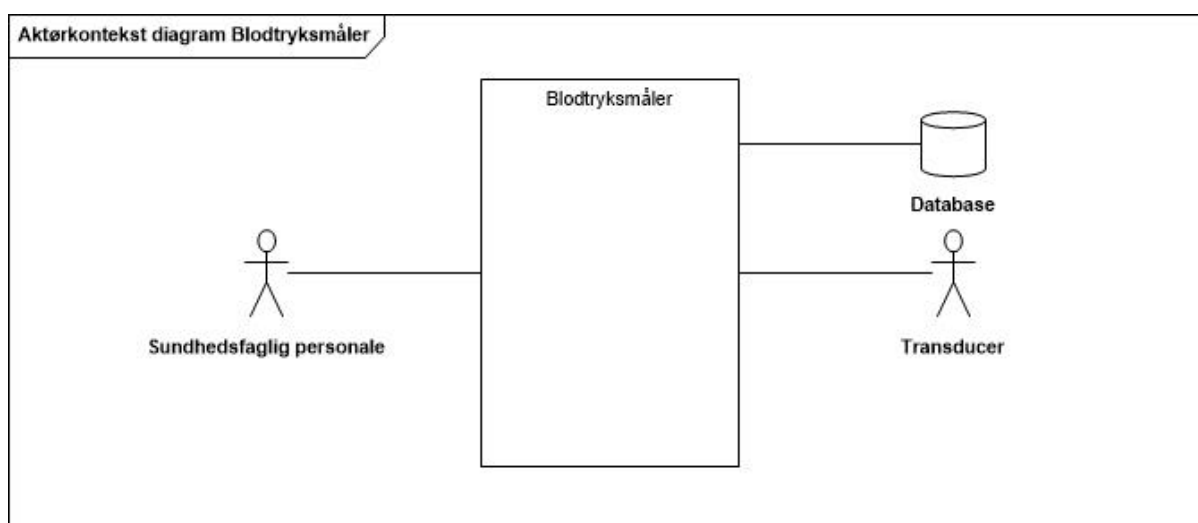 Aktørkontekst diagram Blodtryksmåler
Blodtryksmåler
Database
Sundhedsfaglig personale
Transducer